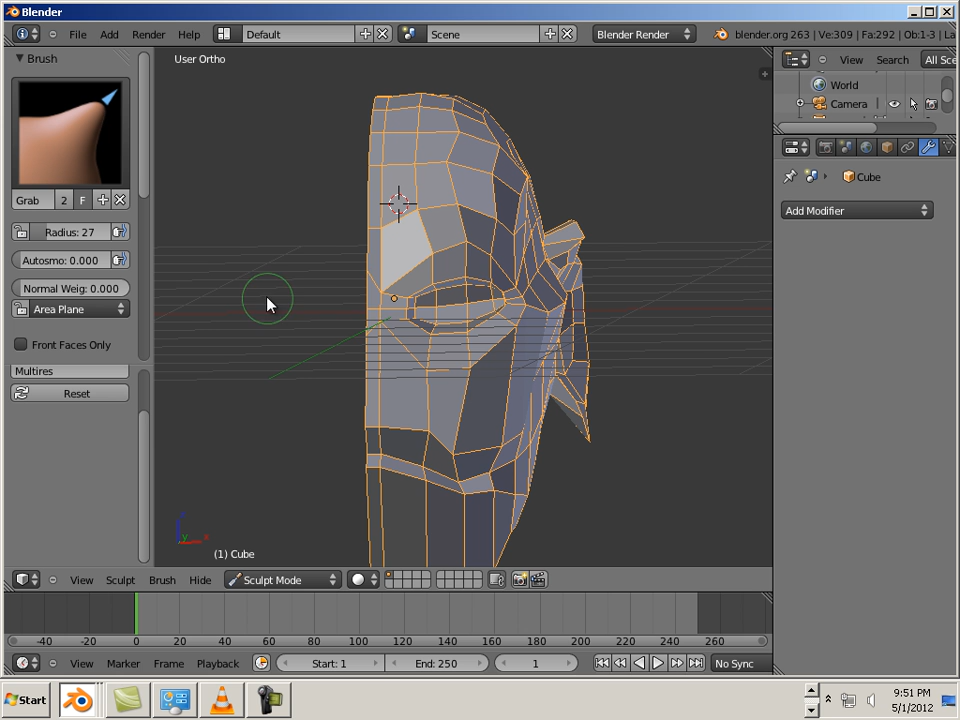 Blender
File Add Render Help Default Scene Blender Render blender.org 263 | Ve:309 | Fa:292 | Ob:1-3 | La
Brush
User Ortho
View Search All Sce
World
Camera
Grab 2 F
Cube
Radius: 27
Add Modifier
Autosmo: 0.000
Normal Weig: 0.000
Area Plane
Front Faces Only
Multires
Reset
z
y x
(1) Cube
View Sculpt Brush Hide Sculpt Mode
-40 -20 0 20 40 60 80 100 120 140 160 180 200 220 240 260
View Marker Frame Playback Start: 1 End: 250 1 No Sync
Start
9:51 PM
5/1/2012